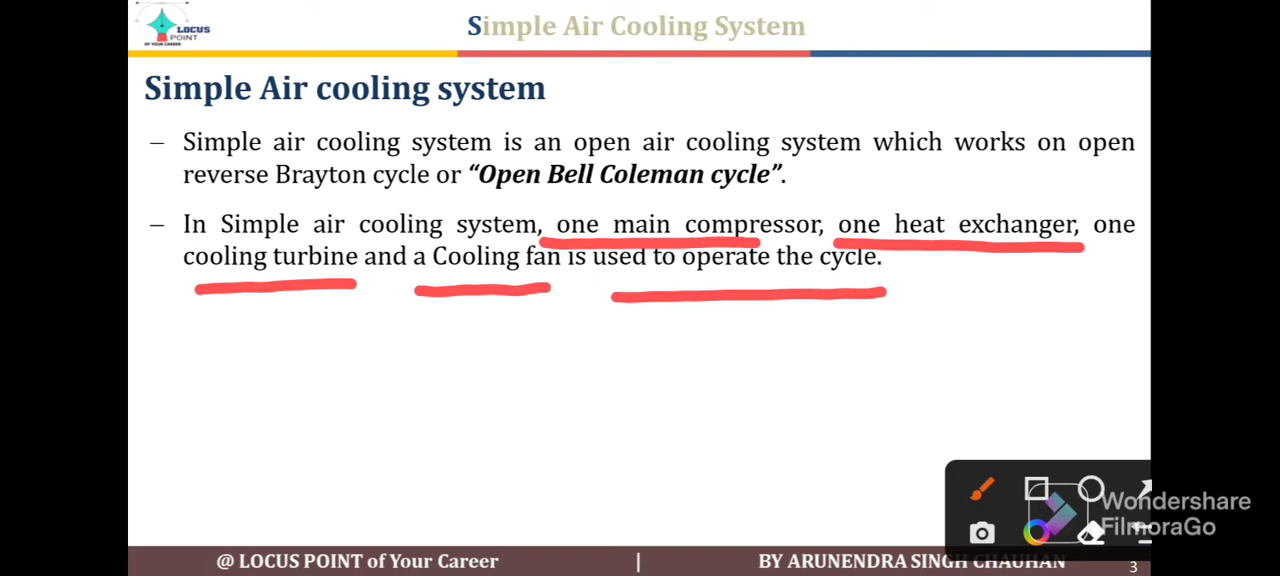 LOCUS
POINT
OF YOUR CAREER
Simple Air Cooling System
Simple Air cooling system
– Simple air cooling system is an open air cooling system which works on open
reverse Brayton cycle or “Open Bell Coleman cycle”.
– In Simple air cooling system, one main compressor, one heat exchanger, one
cooling turbine and a Cooling fan is used to operate the cycle.
Wondershare
FilmoraGo
@ LOCUS POINT of Your Career | BY ARUNENDRA SINGH CHAUHAN 3